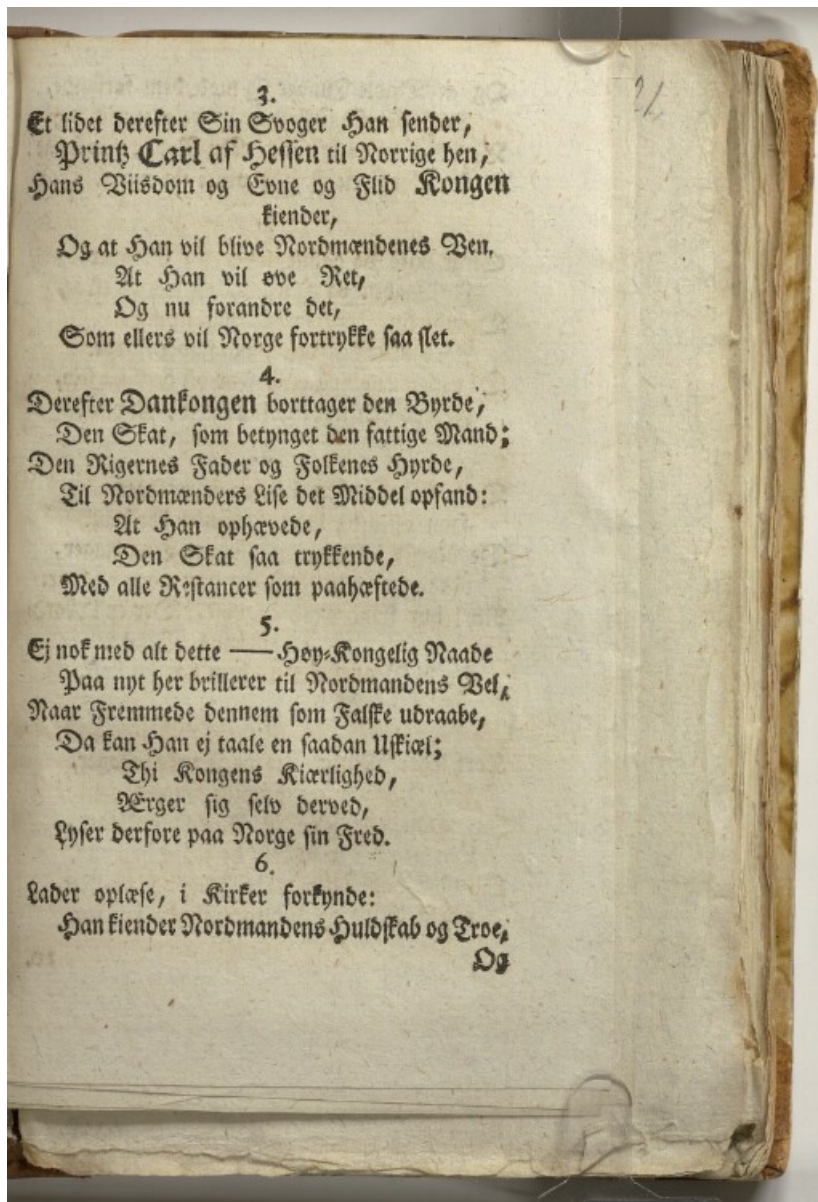 21
3.
Et lidet derefter Sin Svoger Han sender,
Printz Carl af Hessen til Norrige hen,
Hans Viisdom og Evne og Flid Kongen
kiender,
Og at Han vil blive Nordmændenes Ven.
At Han vil øve Ret,
Og nu forandre det,
Som ellers vil Norge fortrykke saa slet.
4.
Derefter Dankongen borttager den Byrde,
Den Skat, som betynget den fattige Mand;
Den Rigernes Fader og Folkenes Hyrde,
Til Nordmænders Lise det Middel opfand:
At Han ophævede,
Den Skat saa trykkende,
Med alle Restancer som paahæftede.
5.
Ej nok med alt dette — Høy-Kongelig Naade
Paa nyt her brillerer til Nordmandens Vel,
Naar Fremmede dennem som Falske udraabe,
Da kan Han ej taale en saadan Uskiæl;
Thi Kongens Kiærlighed,
Ærger sig selv derved,
Lyser derfore paa Norge sin Fred.
6.
Lader oplæse, i Kirker forkynde:
Han kiender Nordmandens Huldskab og Troe,
Og